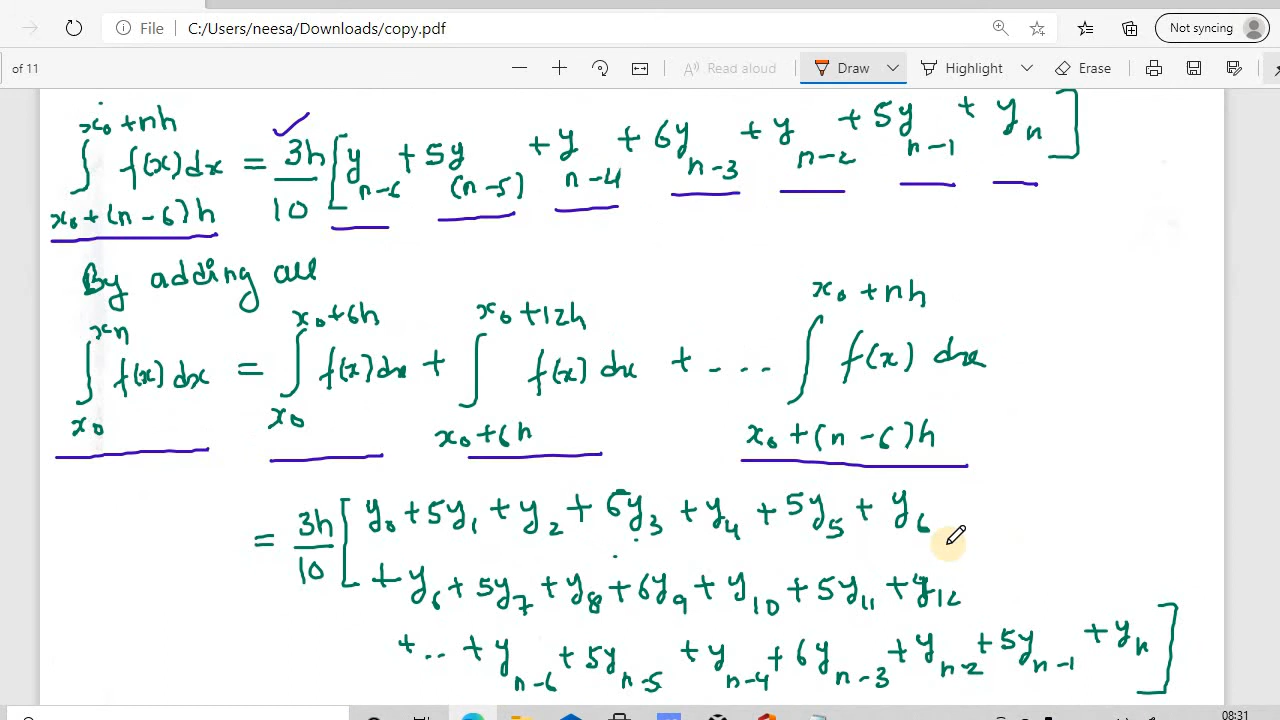 File C:/Users/neesa/Downloads/copy.pdf Not syncing
of 11 Read aloud Draw Highlight Erase
∫_{x₀+(n-6)h}^{x₀+nh} f(x)dx = 3h/10 [y_{n-6} + 5y_{(n-5)} + y_{n-4} + 6y_{n-3} + y_{n-2} + 5y_{n-1} + y_n]
By adding all
∫_{x₀}^{xn} f(x)dx = ∫_{x₀}^{x₀+6h} f(x)dx + ∫_{x₀+6h}^{x₀+12h} f(x)dx + ... ∫_{x₀+(n-6)h}^{x₀+nh} f(x)dx
= 3h/10 [y₀ + 5y₁ + y₂ + 6y₃ + y₄ + 5y₅ + y₆
+ y₆ + 5y₇ + y₈ + 6y₉ + y₁₀ + 5y₁₁ + y₁₂
+ .. + y_{n-6} + 5y_{n-5} + y_{n-4} + 6y_{n-3} + y_{n-2} + 5y_{n-1} + y_n]
08:31